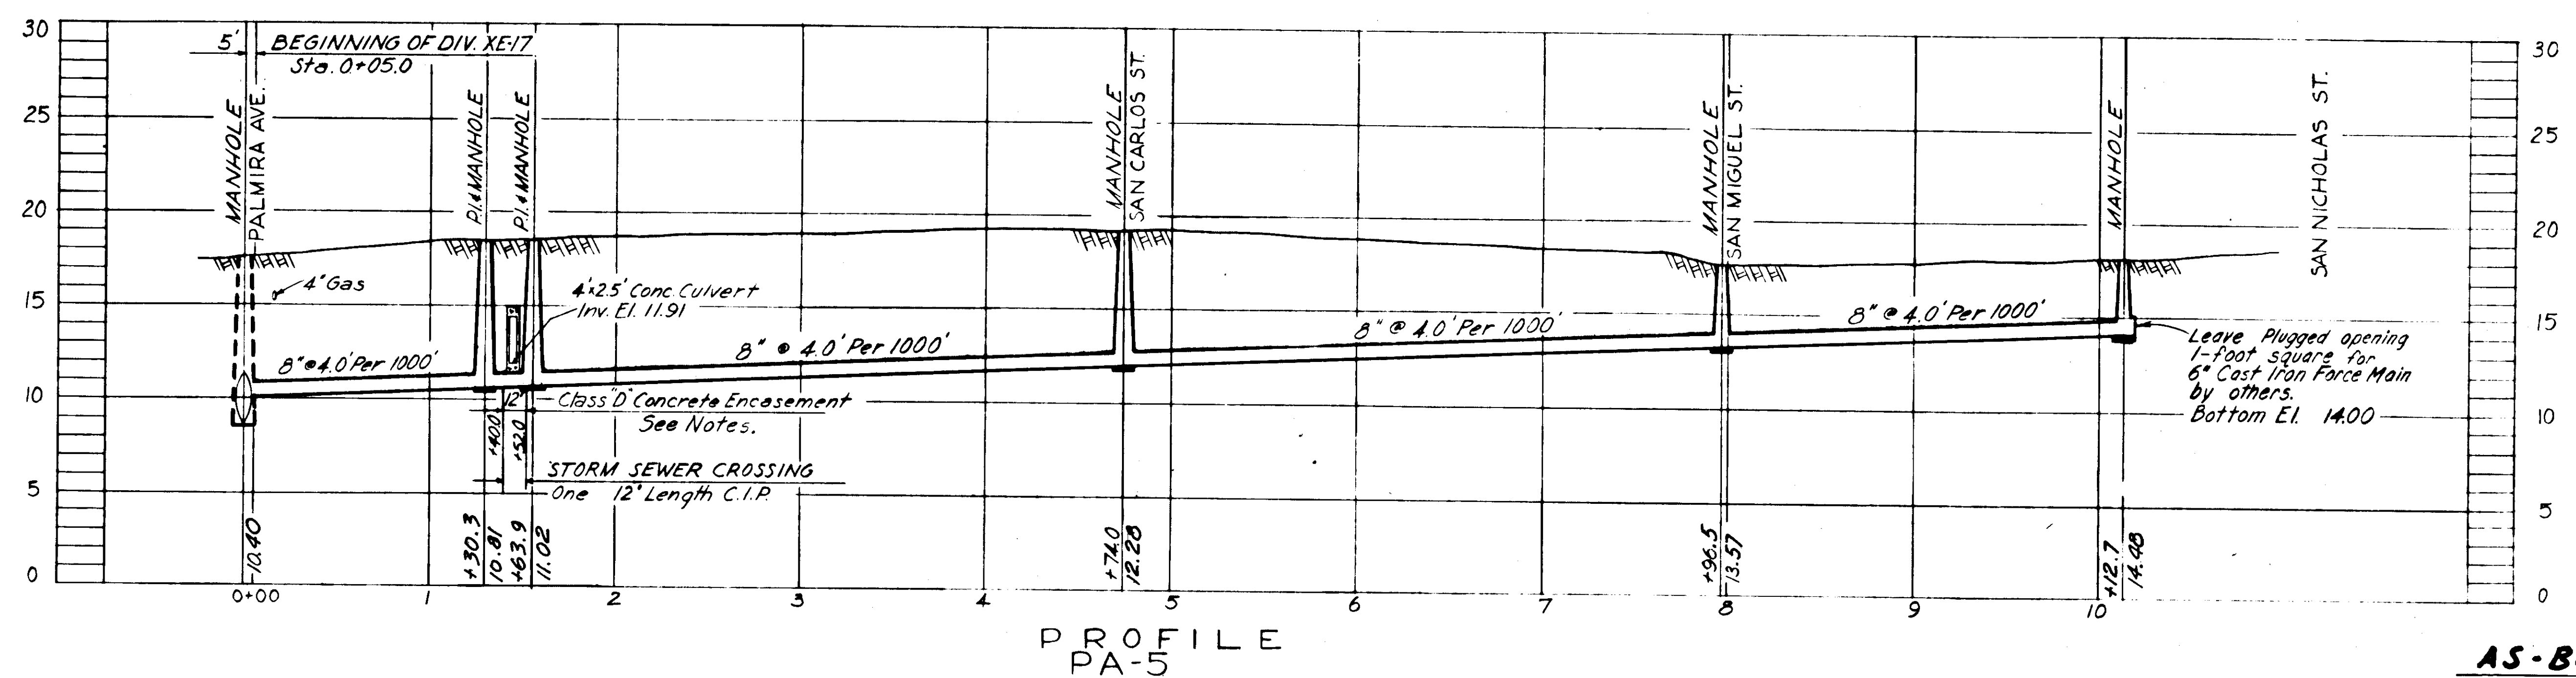 30
25
20
15
10
5
0
5'
BEGINNING OF DIV. XE-17
Sta. 0+05.0
MANHOLE
PALMIRA AVE.
P.I. & MANHOLE
P.I. & MANHOLE
MANHOLE
SAN CARLOS ST.
MANHOLE
SAN MIGUEL ST.
MANHOLE
SAN NICHOLAS ST.
30
25
20
15
10
5
0
4" Gas
4'x2.5' Conc. Culvert
Inv. El. 11.91
8" @ 4.0' Per 1000'
8" @ 4.0' Per 1000'
8" @ 4.0' Per 1000'
8" @ 4.0' Per 1000'
Leave Plugged opening
1-foot square for
6" Cast Iron Force Main
by others.
Bottom El. 14.00
12'
Class "D" Concrete Encasement
See Notes.
+40.0
+52.0
STORM SEWER CROSSING
One 12' Length C.I.P.
10.40
+30.3
10.81
+63.9
11.02
+74.0
12.28
+96.5
13.57
+12.7
14.48
0+00
1
2
3
4
5
6
7
8
9
10
PROFILE
PA-5